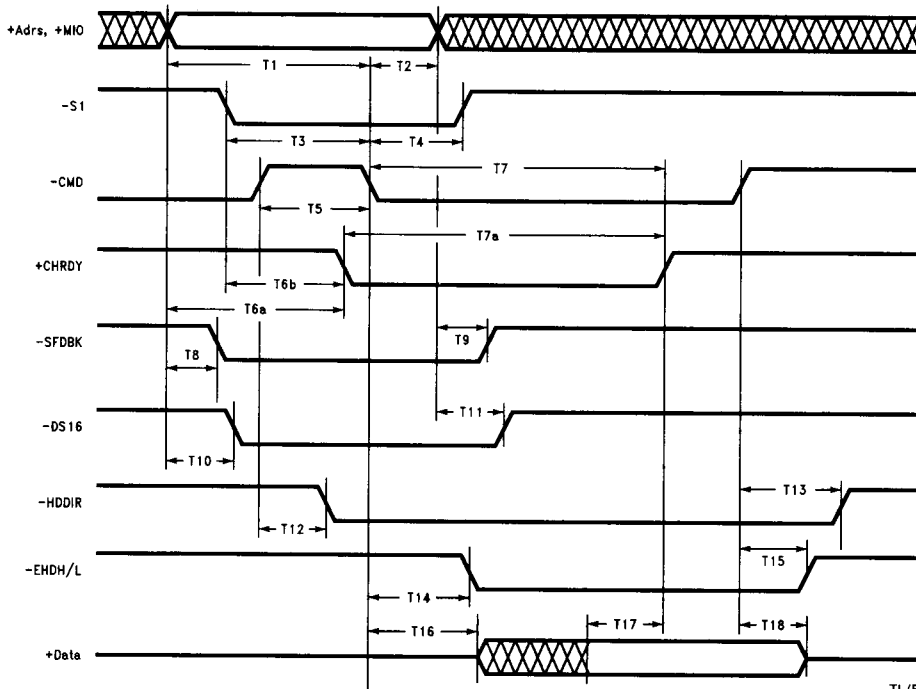 +Adrs, +MIO
T1
T2
-S1
T3
T4
T7
-CMD
T5
T7a
+CHRDY
T6b
T6a
-SFDBK
T8
T9
-DS16
T11
T10
-HDDIR
T13
T12
-EHDH/L
T15
T14
T16
T17
T18
+Data